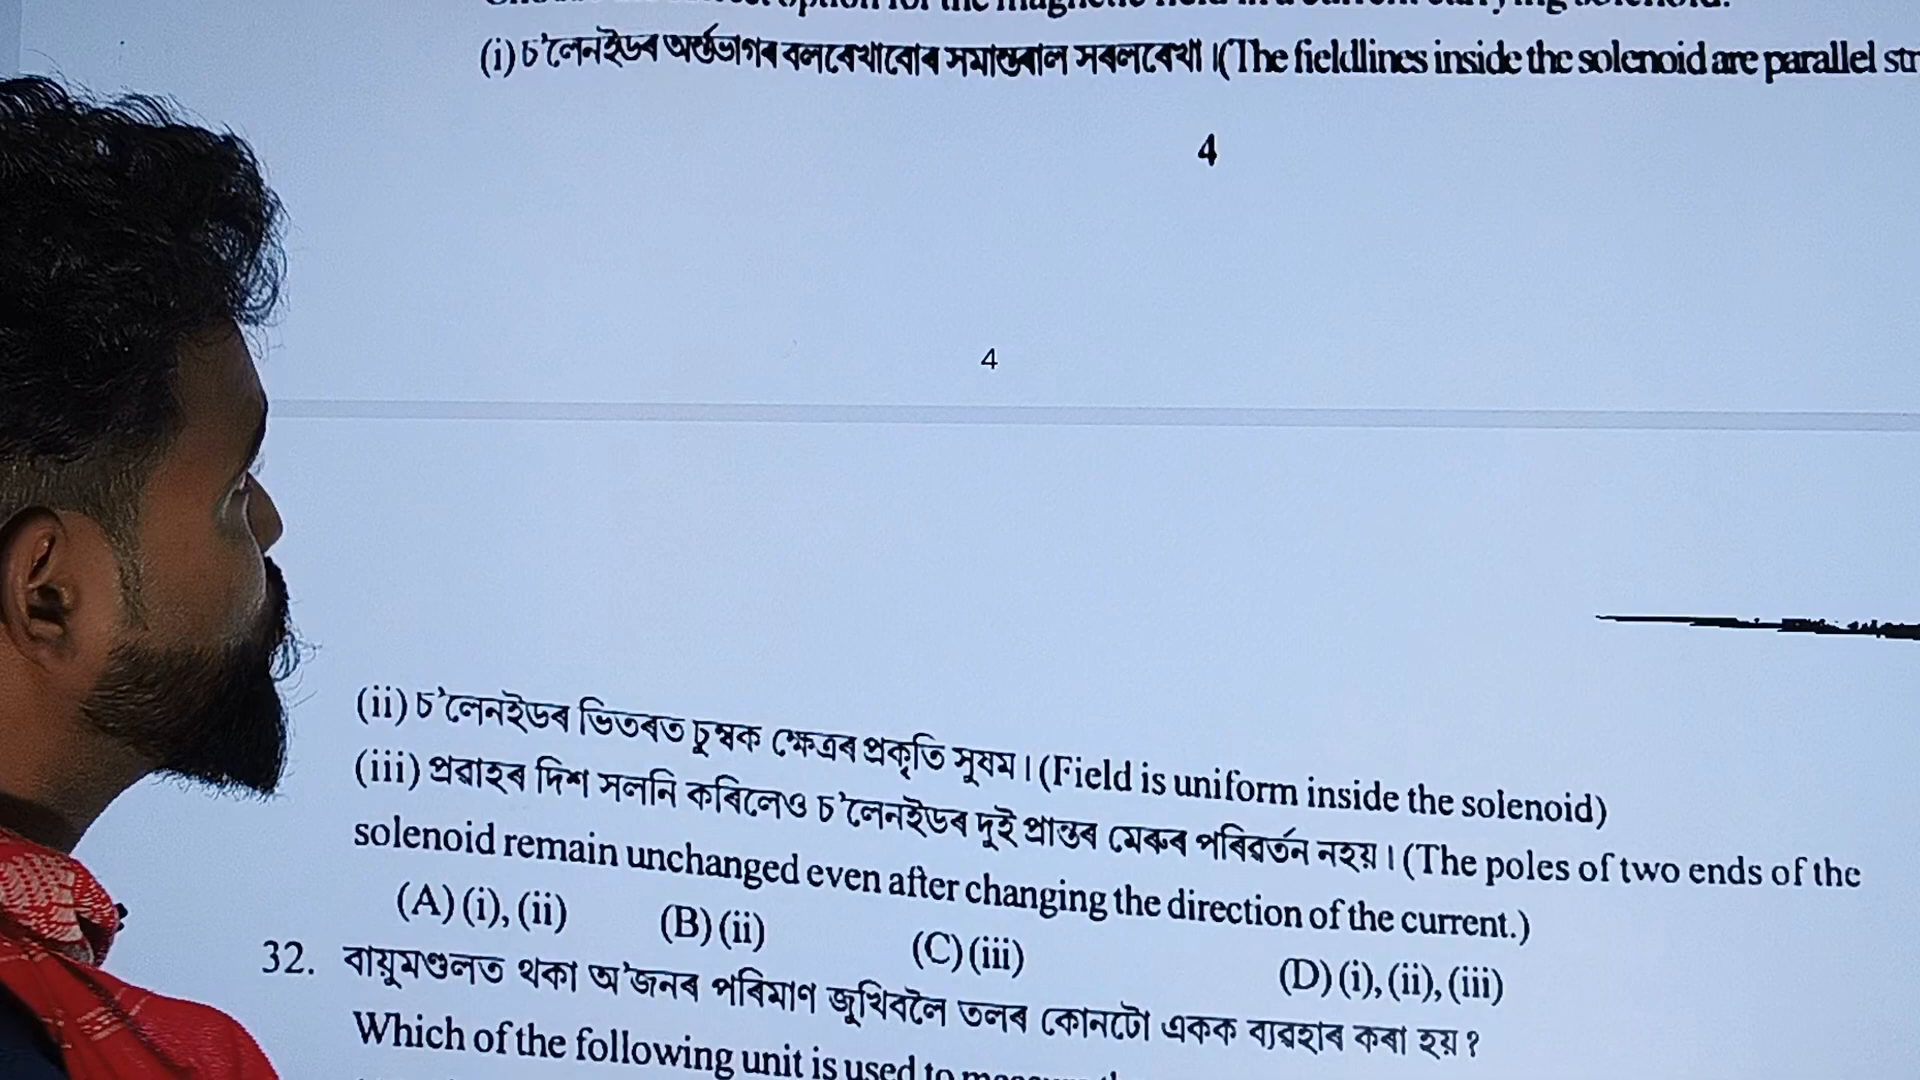 (i) চ'লেনইডৰ অৰ্ন্তভাগৰ বলৰেখাবোৰ সমান্তৰাল সৰলৰেখা। (The fieldlines inside the solenoid are parallel
4
4
(ii) চ'লেনইডৰ ভিতৰত চুম্বক ক্ষেত্ৰৰ প্ৰকৃতি সুষম। (Field is uniform inside the solenoid)
(iii) প্ৰৱাহৰ দিশ সলনি কৰিলেও চ'লেনইডৰ দুই প্ৰান্তৰ মেৰুৰ পৰিৱৰ্তন নহয়। (The poles of two ends of the
solenoid remain unchanged even after changing the direction of the current.)
(A) (i), (ii) (B) (ii) (C) (iii) (D) (i), (ii), (iii)
32. বায়ুমণ্ডলত থকা অ'জনৰ পৰিমাণ জুখিবলৈ তলৰ কোনটো একক ব্যৱহাৰ কৰা হয়?
Which of the following unit is used to